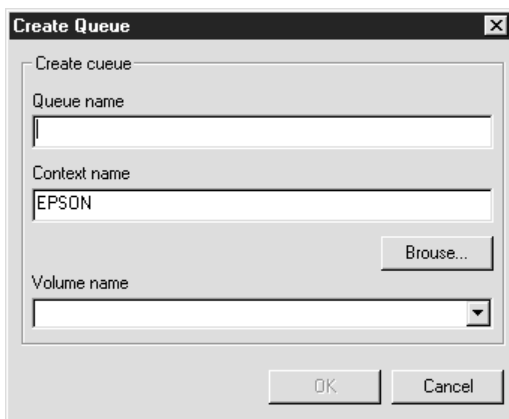 Create Queue
Create cueue
Queue name
Context name
EPSON
Brouse...
Volume name
OK
Cancel